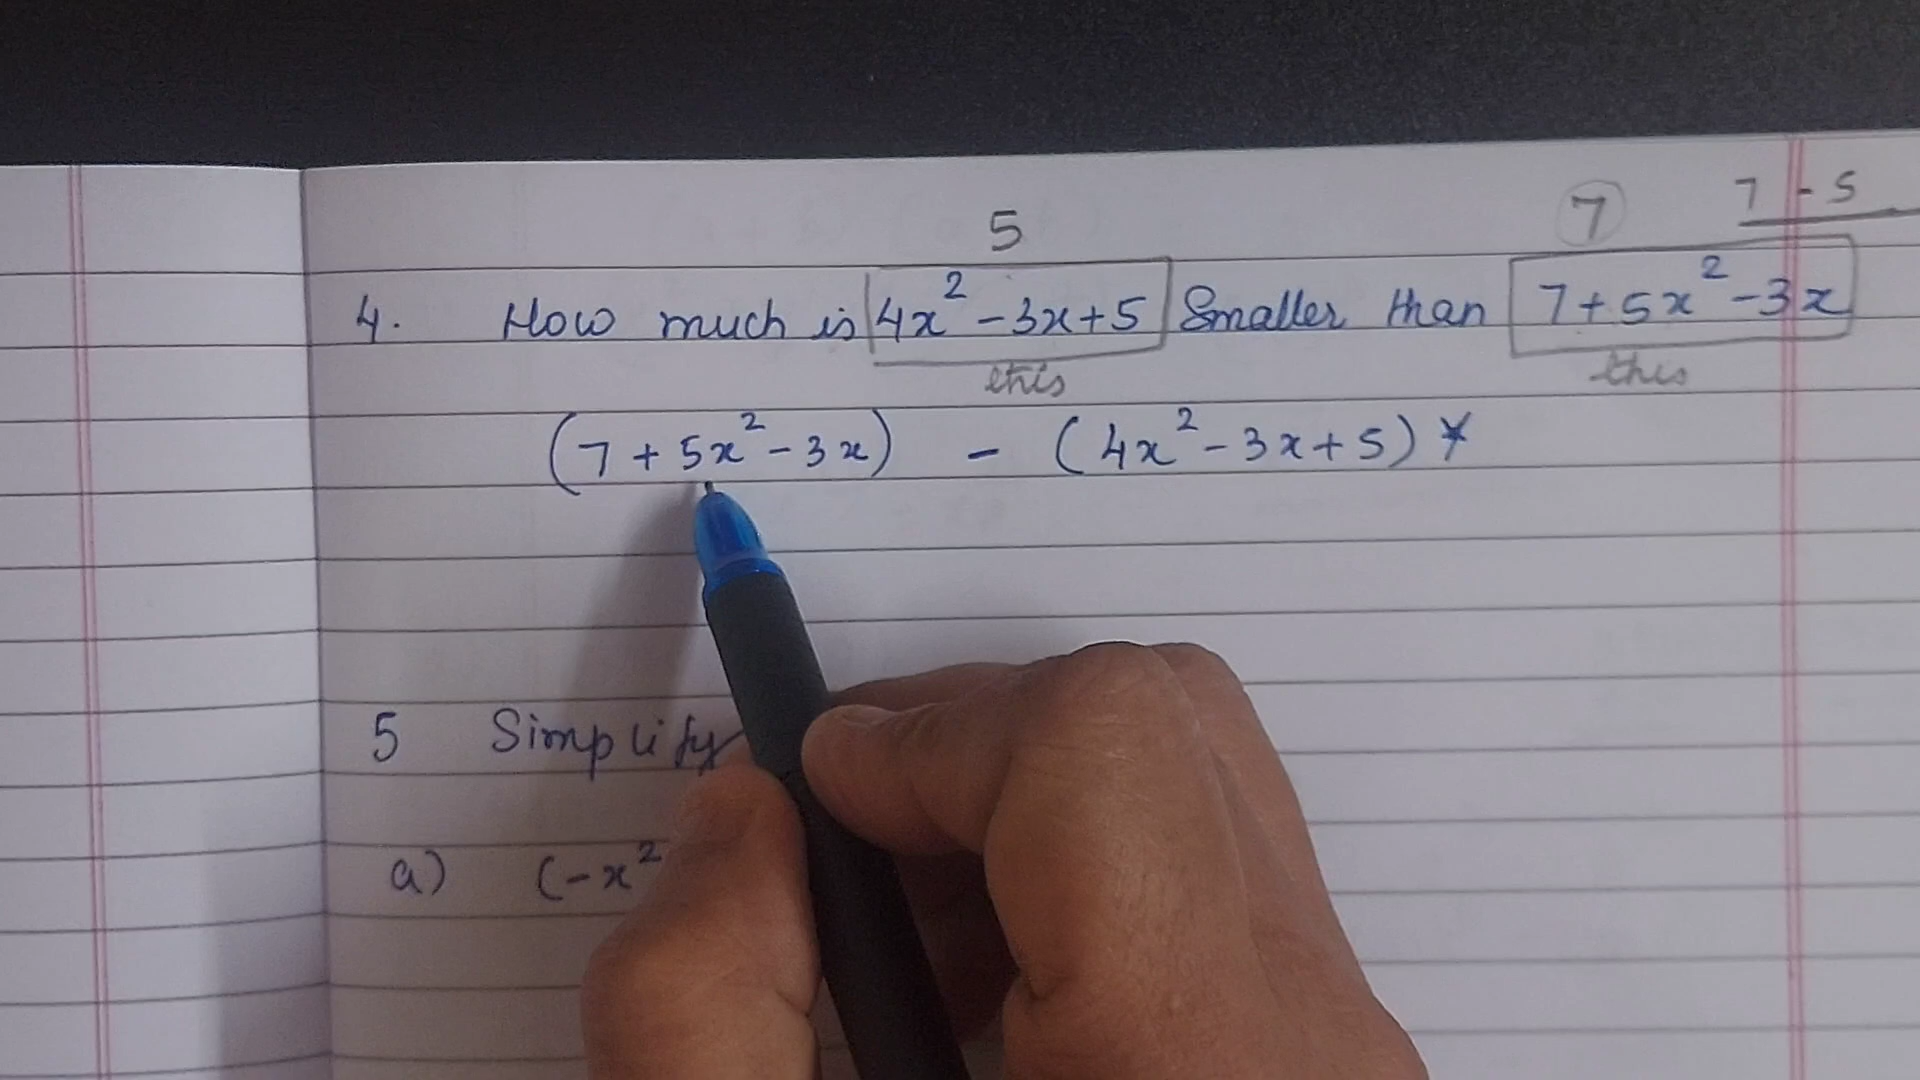 5 7 7 - 5
4. How much is 4x² - 3x + 5 Smaller than 7 + 5x² - 3x
this this
(7 + 5x² - 3x) - (4x² - 3x + 5) *
5 Simplify
a) (-x²